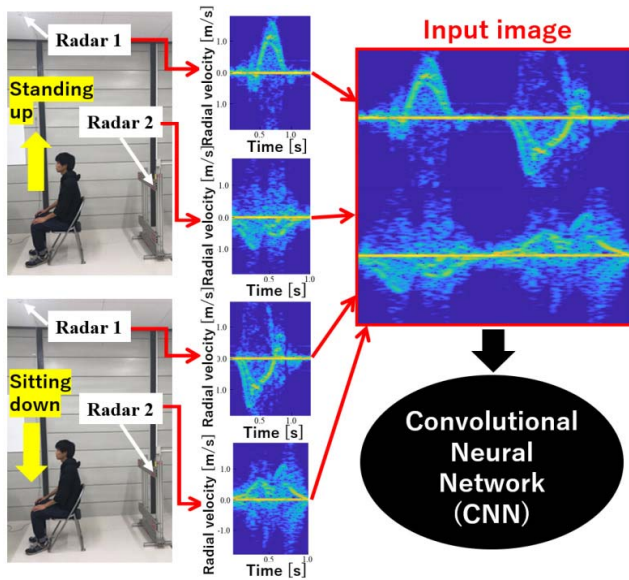 Radar 1
Standing
up
Radar 2
Radial velocity [m/s]
1.0
0.0
1.0
0.5
1.0
Time [s]
Radial velocity [m/s]
1.0
0.0
1.0
0.5
1.0
Time [s]
Radar 1
Sitting
down
Radar 2
Radial velocity [m/s]
1.0
0.0
1.0
0.5
1.0
Time [s]
Radial velocity [m/s]
1.0
0.0
-1.0
0.5
1.0
Time [s]
Input image
Convolutional
Neural
Network
(CNN)